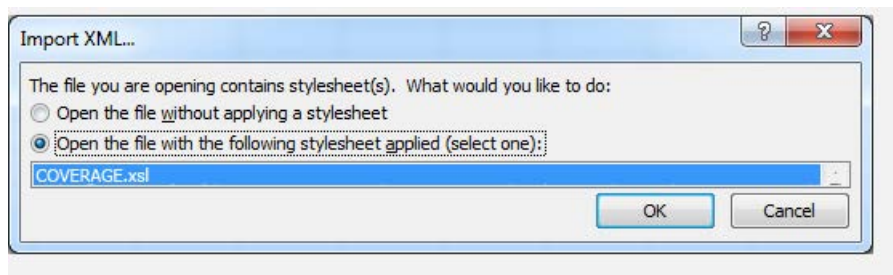 Import XML...
The file you are opening contains stylesheet(s). What would you like to do:
Open the file without applying a stylesheet
Open the file with the following stylesheet applied (select one):
COVERAGE.xsl
OK Cancel